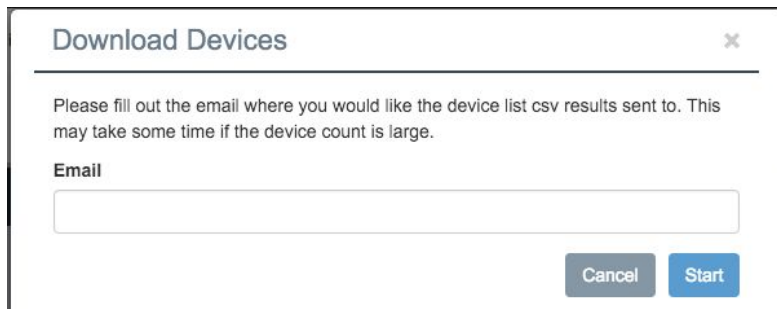 Download Devices
Please fill out the email where you would like the device list csv results sent to. This
may take some time if the device count is large.
Email
Cancel Start